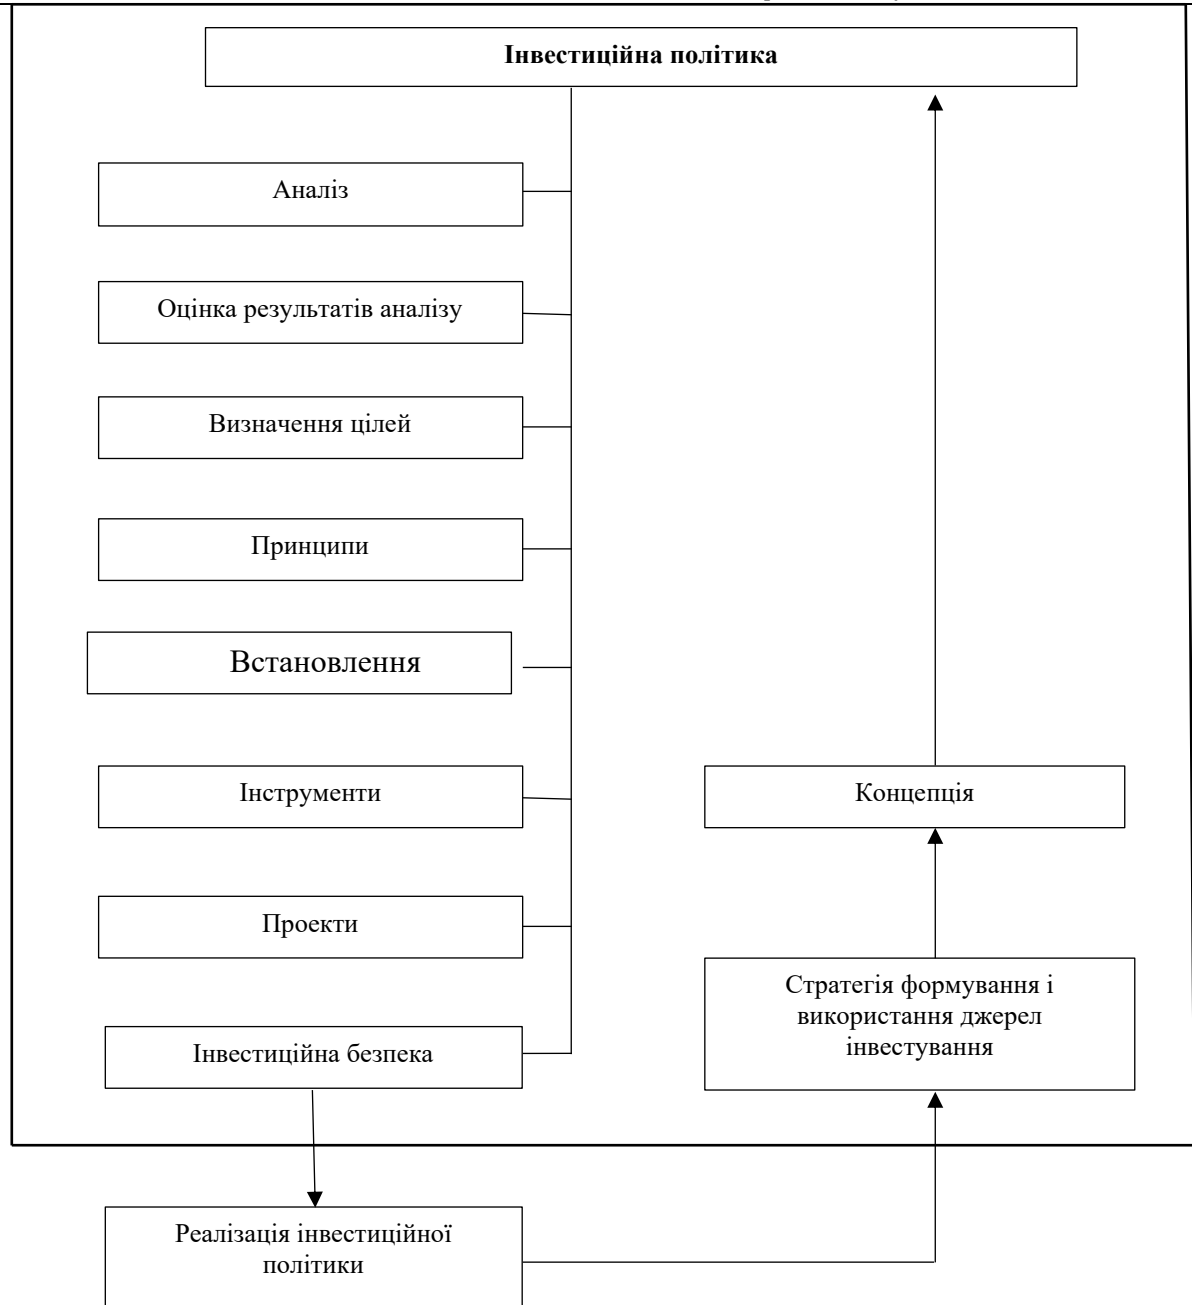 Інвестиційна політика
Аналіз
Оцінка результатів аналізу
Визначення цілей
Принципи
Встановлення
Інструменти
Концепція
Проекти
Стратегія формування і
використання джерел
інвестування
Інвестиційна безпека
Реалізація інвестиційної
політики